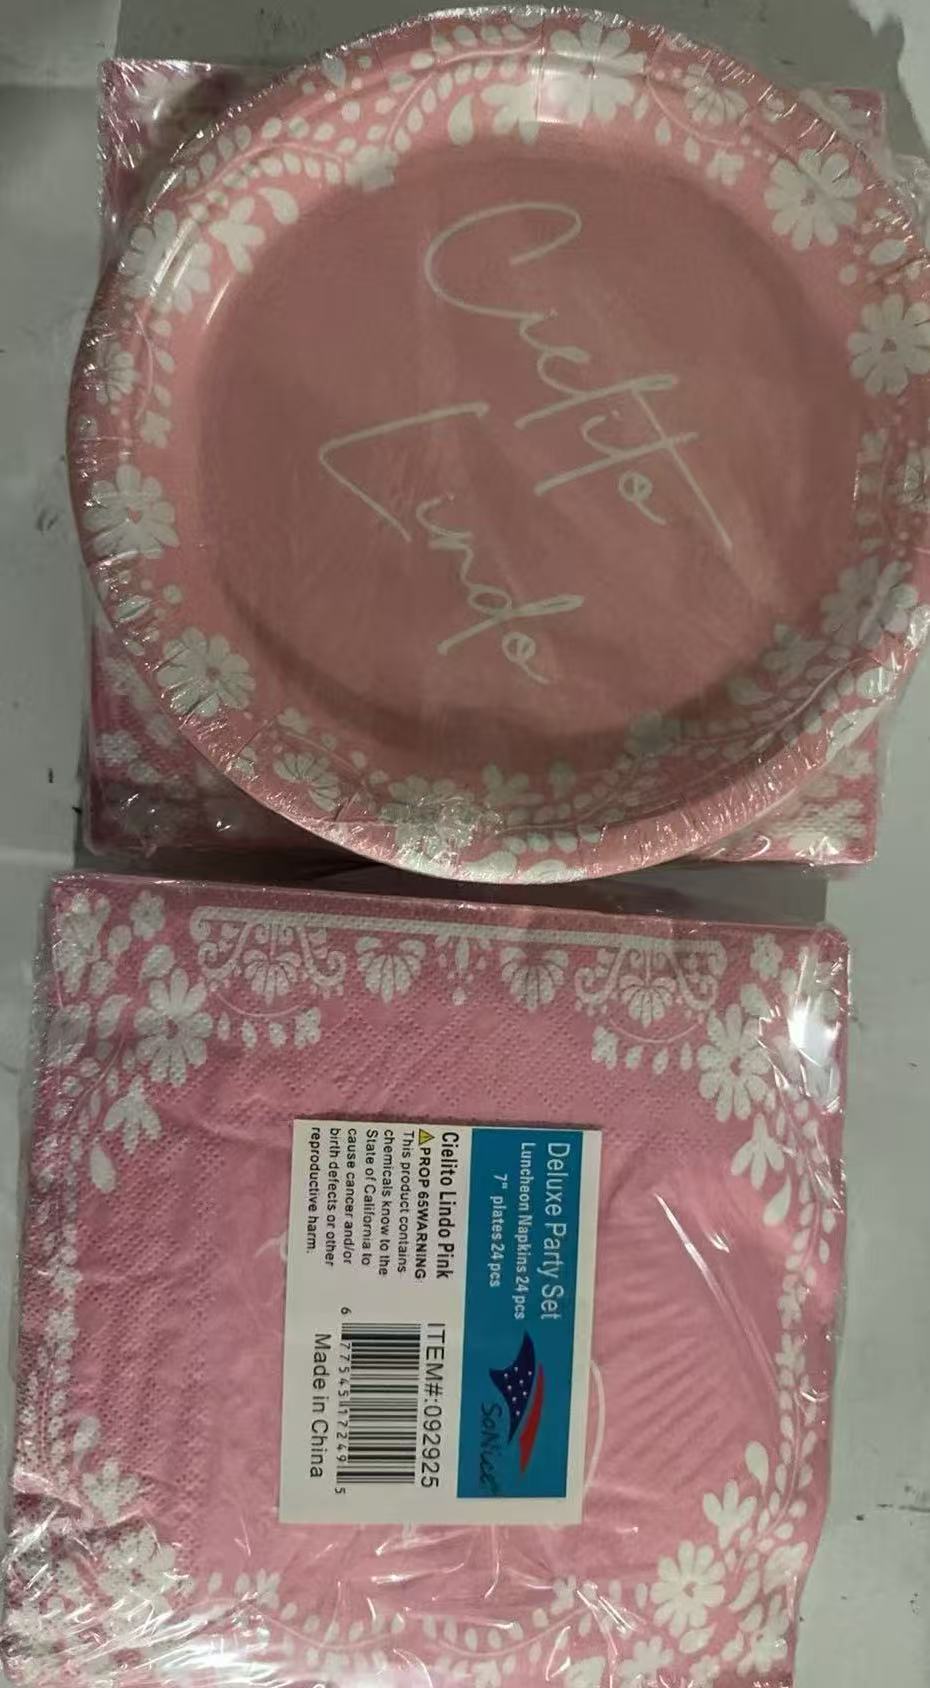 Cielito
Lindo
Deluxe Party Set
Luncheon Napkins 24 pcs
7" plates 24 pcs
SoNice
Cielito Lindo Pink
⚠PROP 65WARNING:
This product contains
chemicals know to the
State of California to
cause cancer and/or
birth defects or other
reproductive harm.
ITEM#:092925
6 77545 17249 5
Made in China